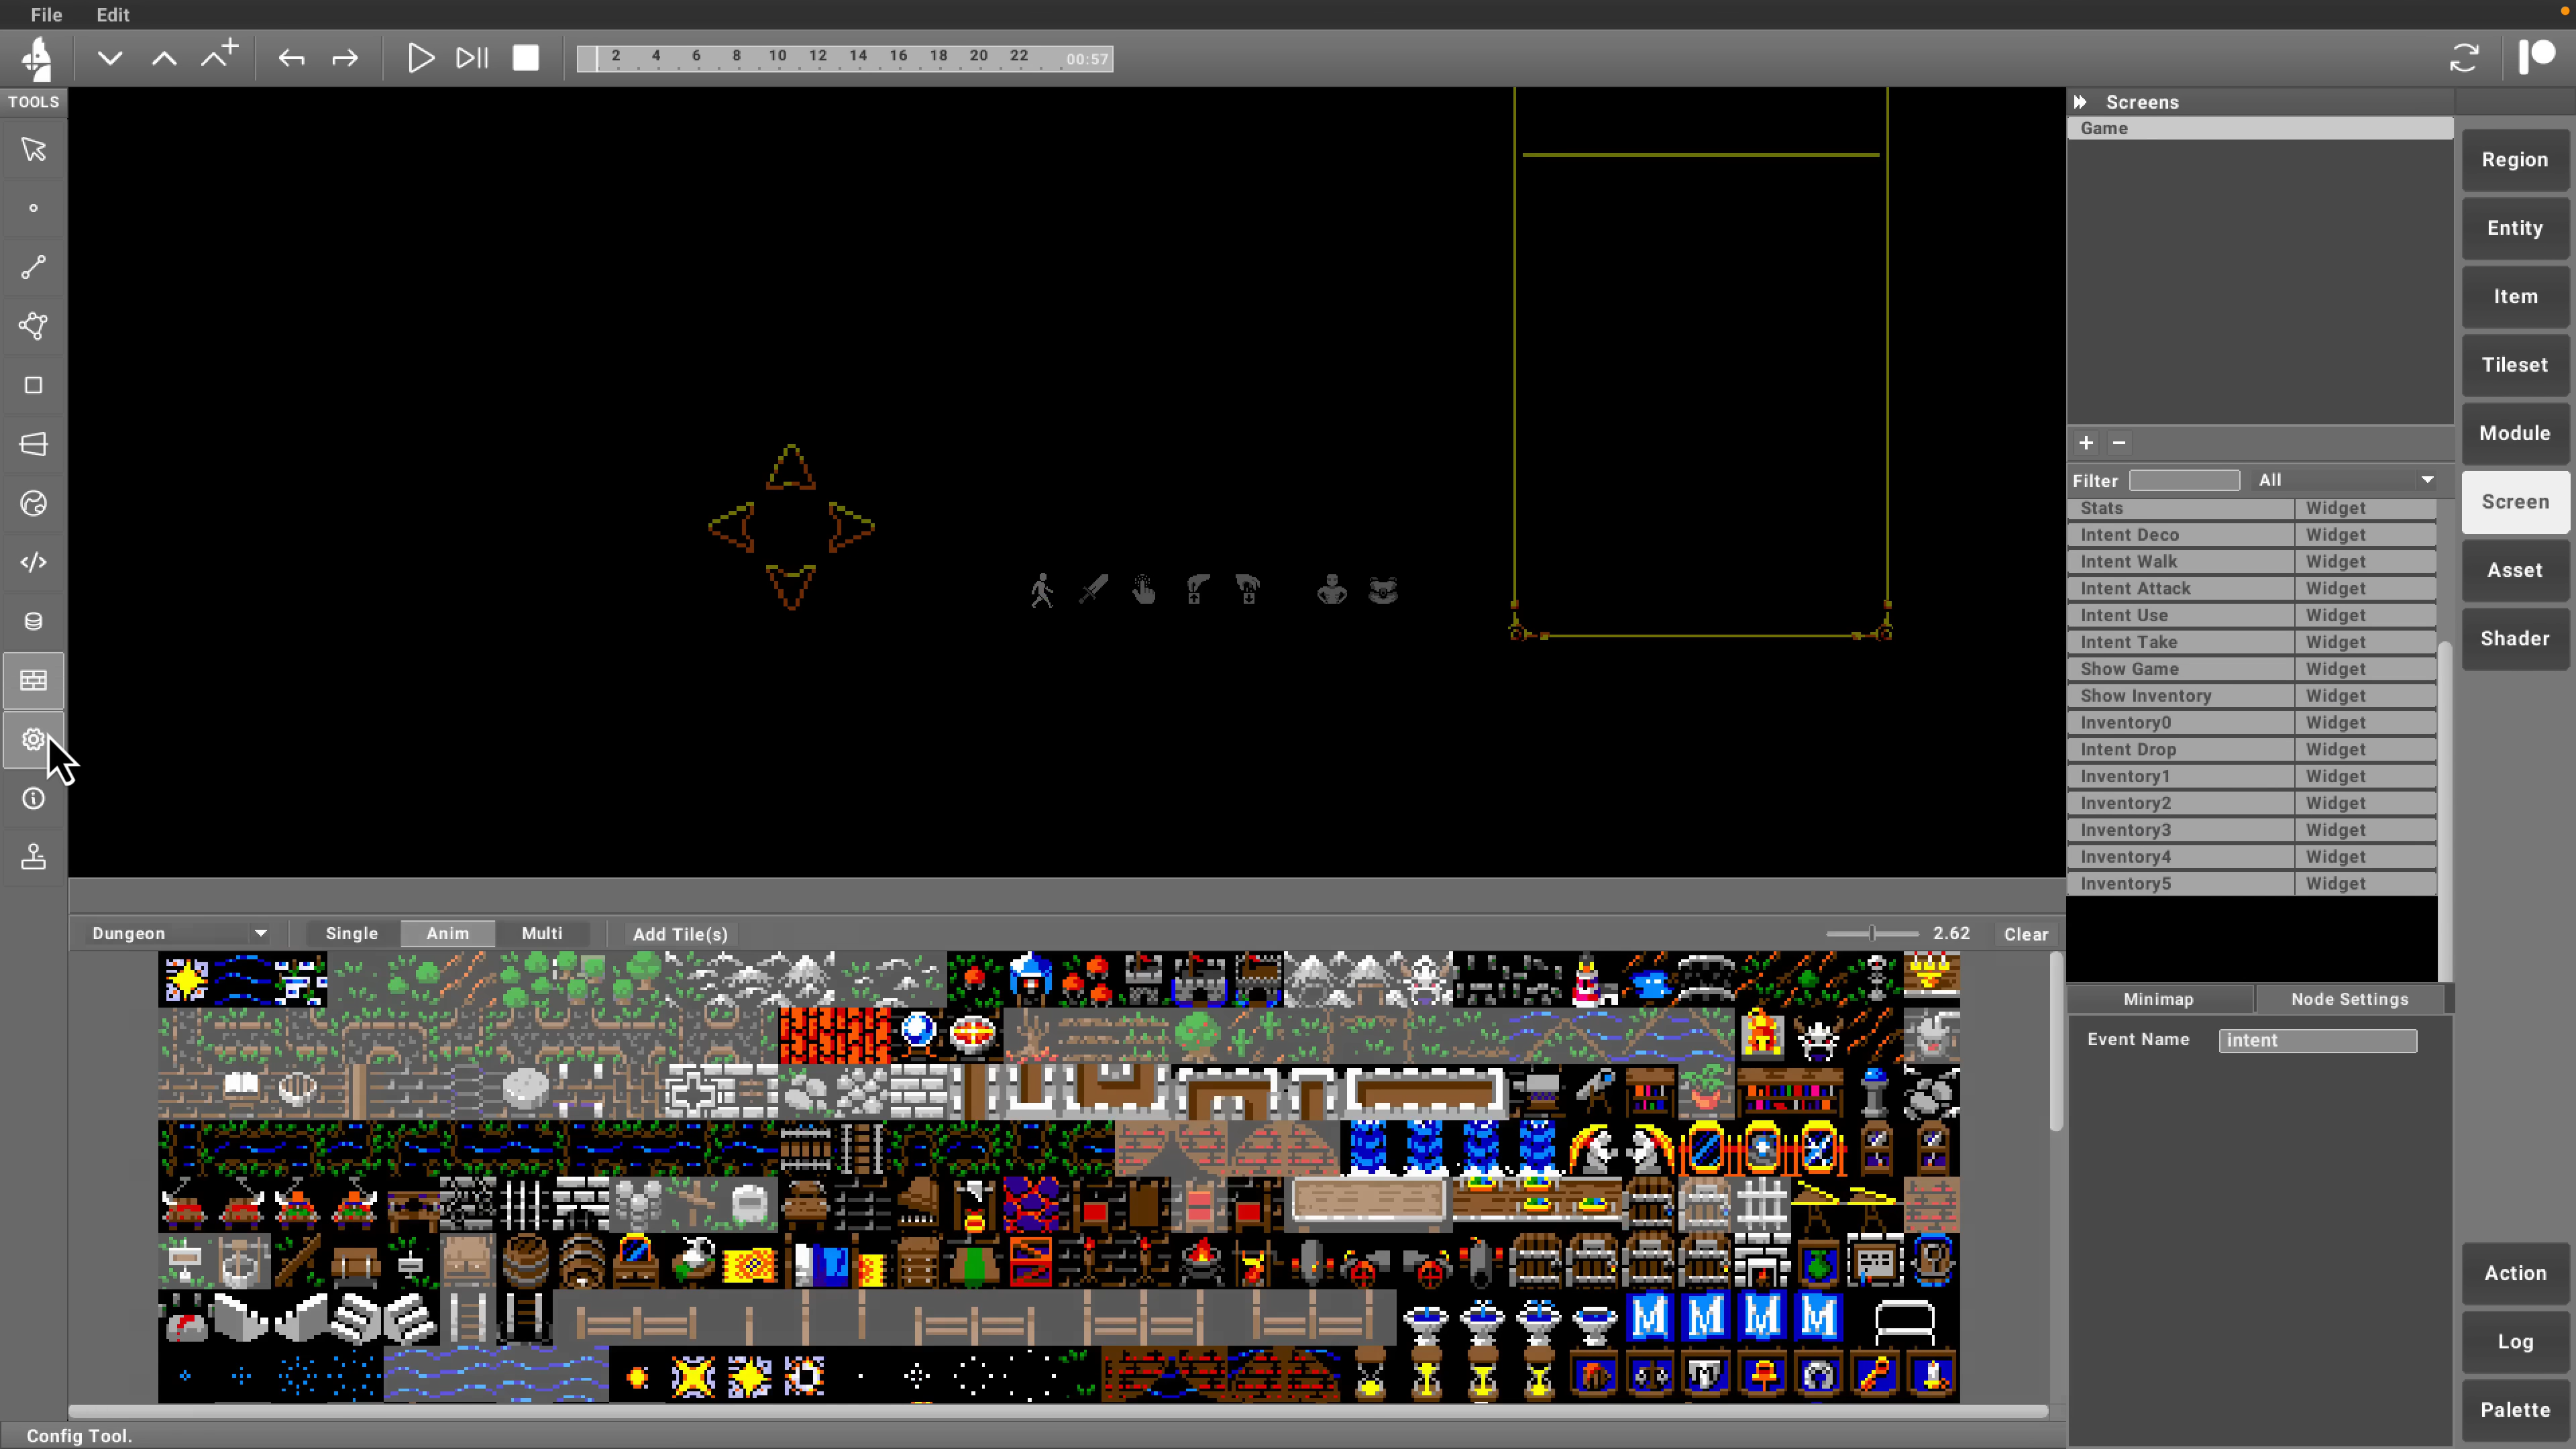 File Edit
2 4 6 8 10 12 14 16 18 20 22 00:57
TOOLS
Screens
Game
Region
Entity
Item
Tileset
Module
Screen
Asset
Shader
Filter All
Stats Widget
Intent Deco Widget
Intent Walk Widget
Intent Attack Widget
Intent Use Widget
Intent Take Widget
Show Game Widget
Show Inventory Widget
Inventory0 Widget
Intent Drop Widget
Inventory1 Widget
Inventory2 Widget
Inventory3 Widget
Inventory4 Widget
Inventory5 Widget
Dungeon Single Anim Multi Add Tile(s) 2.62 Clear
Minimap Node Settings
Event Name intent
M M M M
Action
Log
Palette
Config Tool.